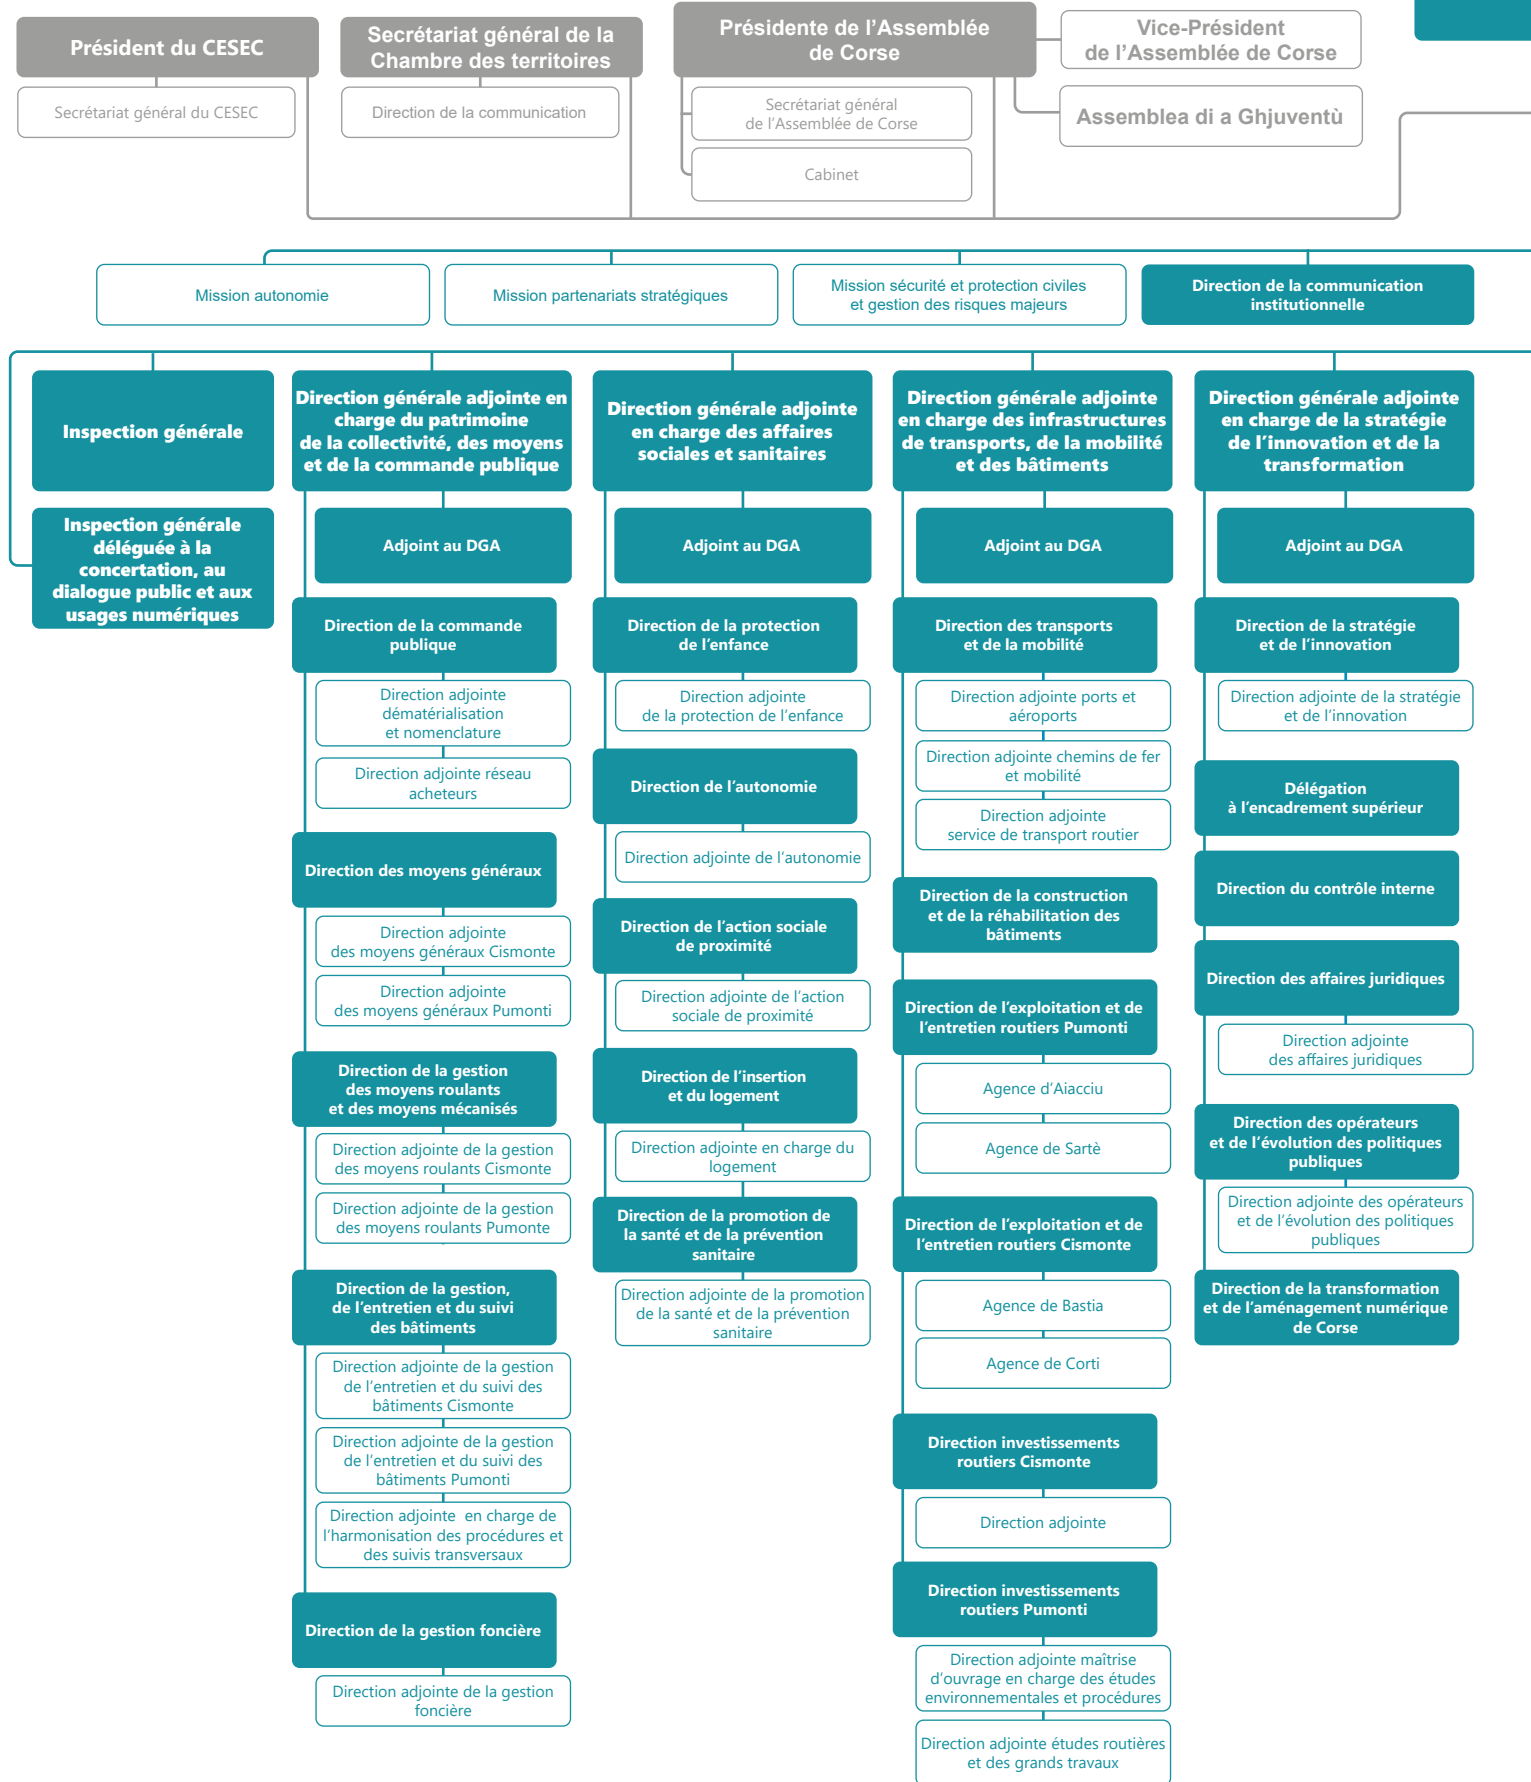 Président du CESEC
Secrétariat général du CESEC
Secrétariat général de la
Chambre des territoires
Direction de la communication
Présidente de l'Assemblée
de Corse
Secrétariat général
de l'Assemblée de Corse
Cabinet
Vice-Président
de l'Assemblée de Corse
Assemblea di a Ghjuventù
Mission autonomie
Mission partenariats stratégiques
Mission sécurité et protection civiles
et gestion des risques majeurs
Direction de la communication
institutionnelle
Inspection générale
Inspection générale
déléguée à la
concertation, au
dialogue public et aux
usages numériques
Direction générale adjointe en
charge du patrimoine
de la collectivité, des moyens
et de la commande publique
Adjoint au DGA
Direction de la commande
publique
Direction adjointe
dématérialisation
et nomenclature
Direction adjointe réseau
acheteurs
Direction des moyens généraux
Direction adjointe
des moyens généraux Cismonte
Direction adjointe
des moyens généraux Pumonti
Direction de la gestion
des moyens roulants
et des moyens mécanisés
Direction adjointe de la gestion
des moyens roulants Cismonte
Direction adjointe de la gestion
des moyens roulants Pumonte
Direction de la gestion,
de l'entretien et du suivi
des bâtiments
Direction adjointe de la gestion
de l'entretien et du suivi des
bâtiments Cismonte
Direction adjointe de la gestion
de l'entretien et du suivi des
bâtiments Pumonti
Direction adjointe  en charge de
l'harmonisation des procédures et
des suivis transversaux
Direction de la gestion foncière
Direction adjointe de la gestion
foncière
Direction générale adjointe
en charge des affaires
sociales et sanitaires
Adjoint au DGA
Direction de la protection
de l'enfance
Direction adjointe
de la protection de l'enfance
Direction de l'autonomie
Direction adjointe de l'autonomie
Direction de l'action sociale
de proximité
Direction adjointe de l'action
sociale de proximité
Direction de l'insertion
et du logement
Direction adjointe en charge du
logement
Direction de la promotion de
la santé et de la prévention
sanitaire
Direction adjointe de la promotion
de la santé et de la prévention
sanitaire
Direction générale adjointe
en charge des infrastructures
de transports, de la mobilité
et des bâtiments
Adjoint au DGA
Direction des transports
et de la mobilité
Direction adjointe ports et
aéroports
Direction adjointe chemins de fer
et mobilité
Direction adjointe
service de transport routier
Direction de la construction
et de la réhabilitation des
bâtiments
Direction de l'exploitation et de
l'entretien routiers Pumonti
Agence d'Aiacciu
Agence de Sartè
Direction de l'exploitation et de
l'entretien routiers Cismonte
Agence de Bastia
Agence de Corti
Direction investissements
routiers Cismonte
Direction adjointe
Direction investissements
routiers Pumonti
Direction adjointe maîtrise
d'ouvrage en charge des études
environnementales et procédures
Direction adjointe études routières
et des grands travaux
Direction générale adjointe
en charge de la stratégie
de l'innovation et de la
transformation
Adjoint au DGA
Direction de la stratégie
et de l'innovation
Direction adjointe de la stratégie
et de l'innovation
Délégation
à l'encadrement supérieur
Direction du contrôle interne
Direction des affaires juridiques
Direction adjointe
des affaires juridiques
Direction des opérateurs
et de l'évolution des politiques
publiques
Direction adjointe des opérateurs
et de l'évolution des politiques
publiques
Direction de la transformation
et de l'aménagement numérique
de Corse